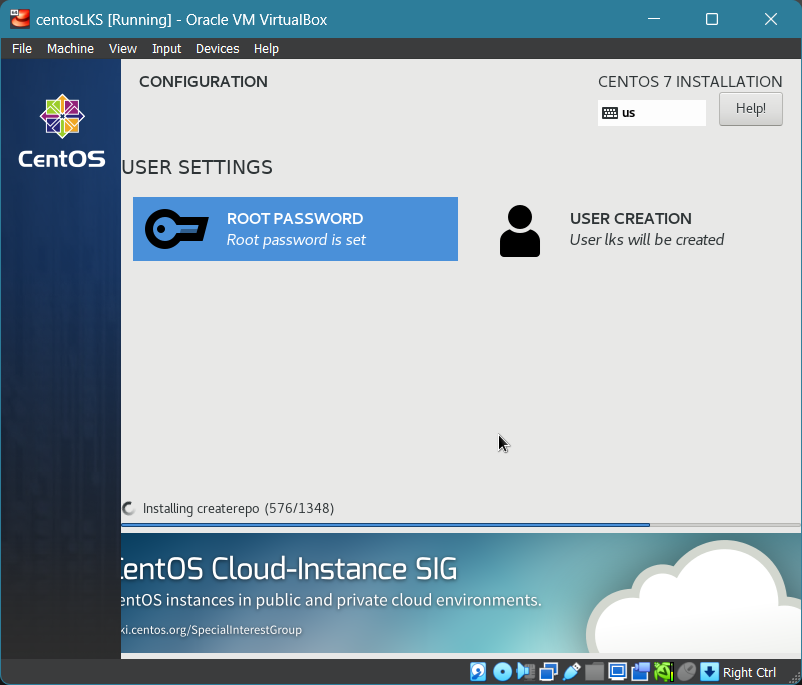 centosLKS [Running] - Oracle VM VirtualBox
File Machine View Input Devices Help
CentOS
CONFIGURATION
CENTOS 7 INSTALLATION
us
Help!
USER SETTINGS
ROOT PASSWORD
Root password is set
USER CREATION
User lks will be created
Installing createrepo (576/1348)
CentOS Cloud-Instance SIG
entOS instances in public and private cloud environments.
ki.centos.org/SpecialInterestGroup
Right Ctrl